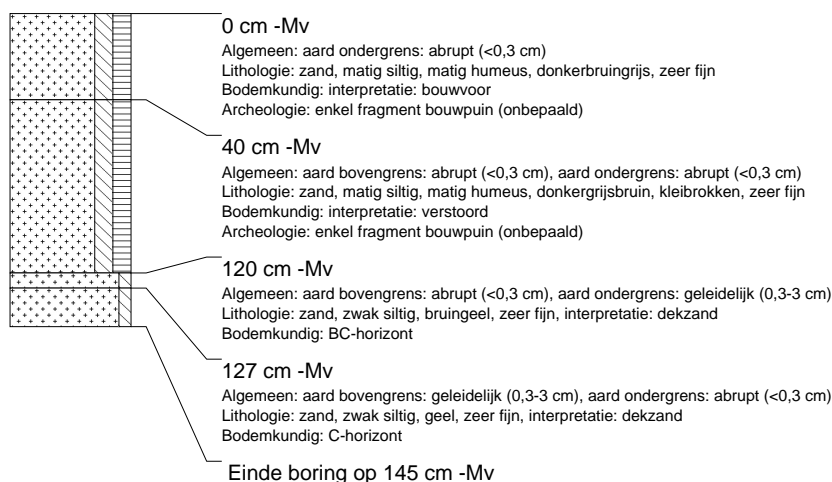 0 cm -Mv
Algemeen: aard ondergrens: abrupt (<0,3 cm)
Lithologie: zand, matig siltig, matig humeus, donkerbruingrijs, zeer fijn
Bodemkundig: interpretatie: bouwvoor
Archeologie: enkel fragment bouwpuin (onbepaald)
40 cm -Mv
Algemeen: aard bovengrens: abrupt (<0,3 cm), aard ondergrens: abrupt (<0,3 cm)
Lithologie: zand, matig siltig, matig humeus, donkergrijsbruin, kleibrokken, zeer fijn
Bodemkundig: interpretatie: verstoord
Archeologie: enkel fragment bouwpuin (onbepaald)
120 cm -Mv
Algemeen: aard bovengrens: abrupt (<0,3 cm), aard ondergrens: geleidelijk (0,3-3 cm)
Lithologie: zand, zwak siltig, bruingeel, zeer fijn, interpretatie: dekzand
Bodemkundig: BC-horizont
127 cm -Mv
Algemeen: aard bovengrens: geleidelijk (0,3-3 cm), aard ondergrens: abrupt (<0,3 cm)
Lithologie: zand, zwak siltig, geel, zeer fijn, interpretatie: dekzand
Bodemkundig: C-horizont
Einde boring op 145 cm -Mv